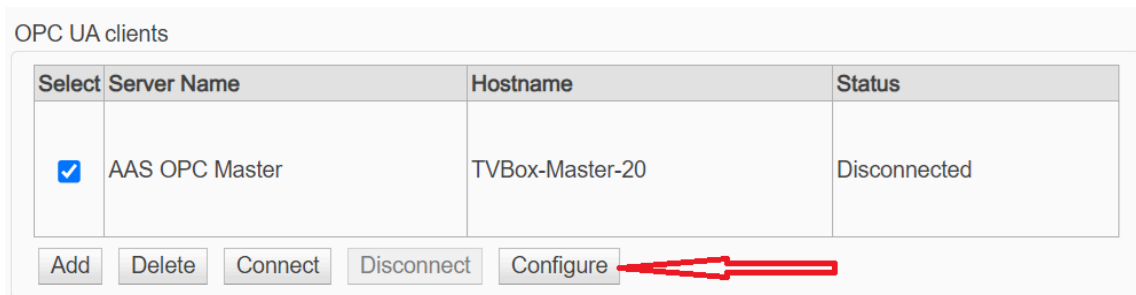 OPC UA clients
Select Server Name Hostname Status
AAS OPC Master TVBox-Master-20 Disconnected
Add Delete Connect Disconnect Configure